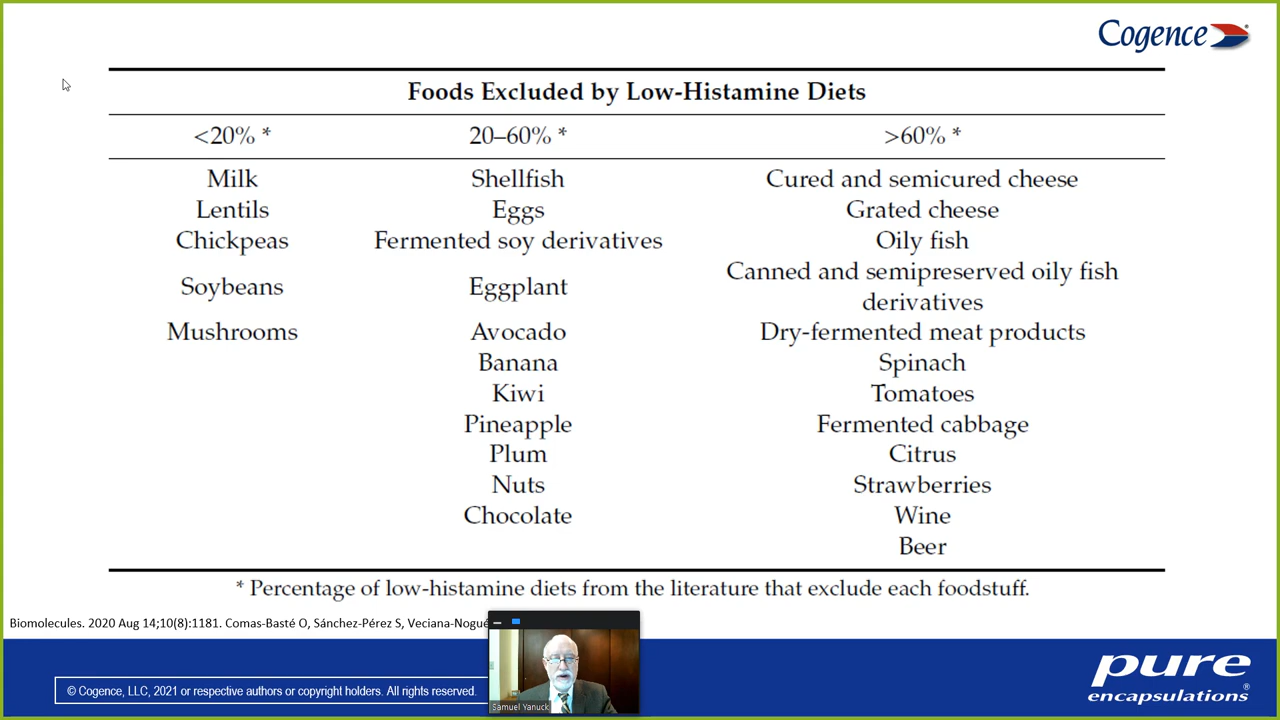 Cogence
Foods Excluded by Low-Histamine Diets
<20% * 20–60% * >60% *
Milk Shellfish Cured and semicured cheese
Lentils Eggs Grated cheese
Chickpeas Fermented soy derivatives Oily fish
Soybeans Eggplant Canned and semipreserved oily fish derivatives
Mushrooms Avocado Dry-fermented meat products
Banana Spinach
Kiwi Tomatoes
Pineapple Fermented cabbage
Plum Citrus
Nuts Strawberries
Chocolate Wine
Beer
* Percentage of low-histamine diets from the literature that exclude each foodstuff.
Biomolecules. 2020 Aug 14;10(8):1181. Comas-Basté O, Sánchez-Pérez S, Veciana-Nogué
© Cogence, LLC, 2021 or respective authors or copyright holders. All rights reserved.
Samuel Yanuck
pure
encapsulations®